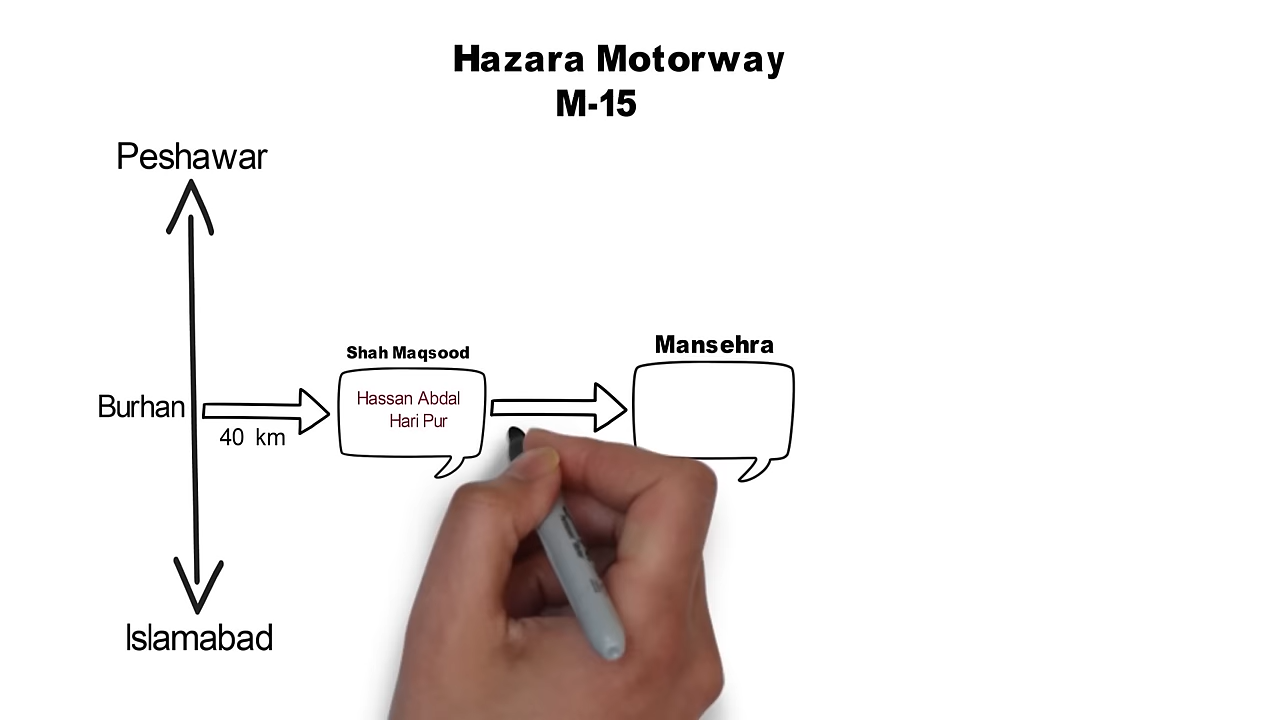 Hazara Motorway
M-15
Peshawar
Burhan
40 km
Shah Maqsood
Hassan Abdal
Hari Pur
Mansehra
Islamabad